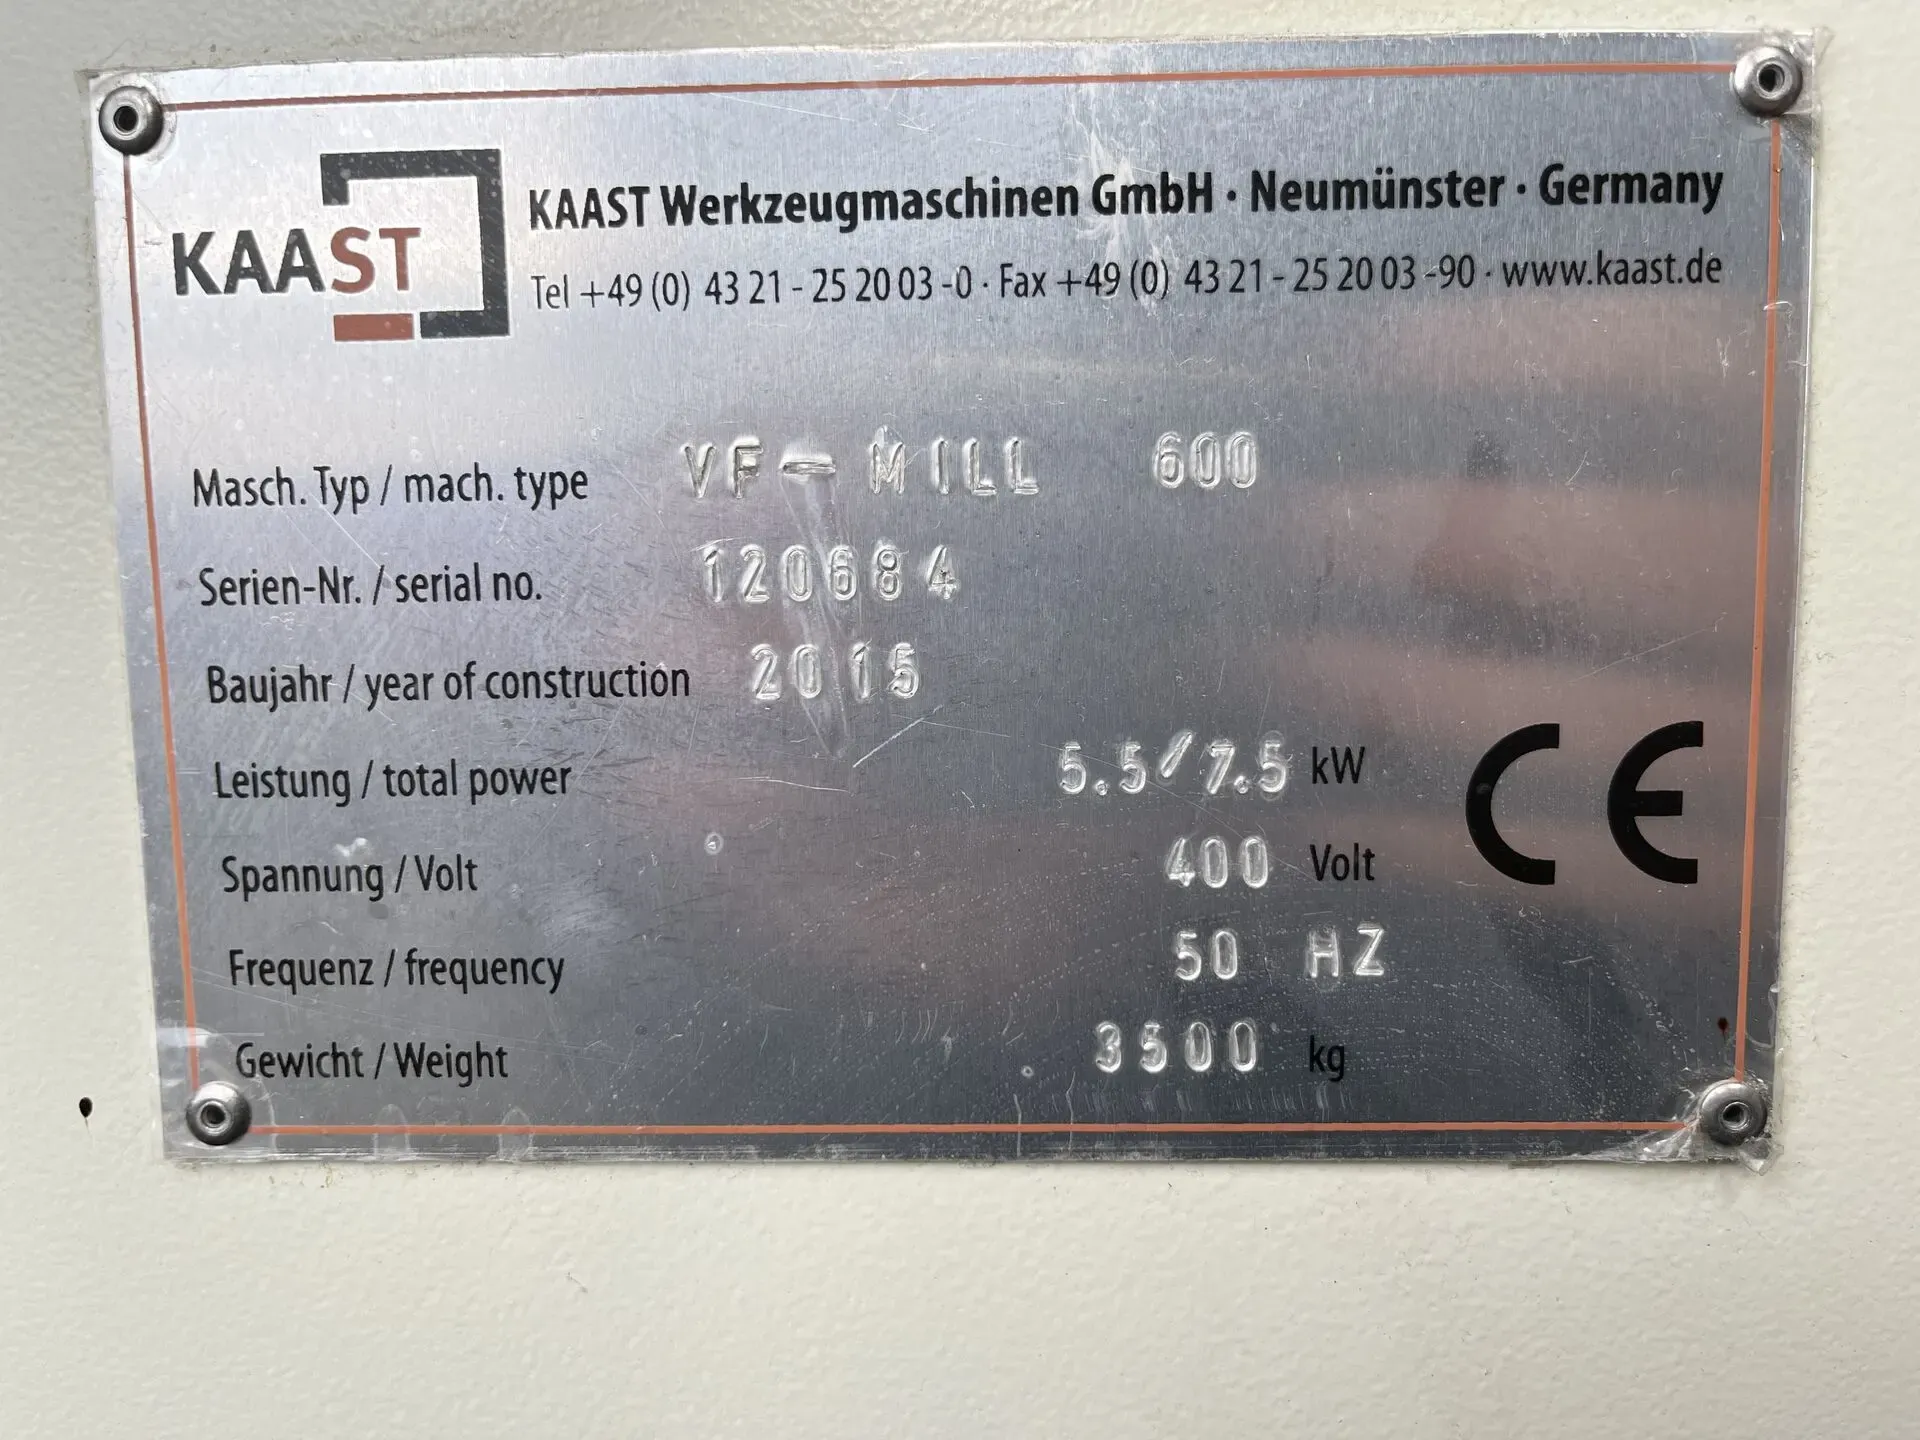 KAAST
KAAST Werkzeugmaschinen GmbH · Neumünster · Germany
Tel +49 (0) 43 21 - 25 20 03 -0 · Fax +49 (0) 43 21 - 25 20 03 -90 · www.kaast.de
Masch. Typ / mach. type VF-MILL 600
Serien-Nr. / serial no. 120684
Baujahr / year of construction 2015
Leistung / total power 5.5/7.5 kW
Spannung / Volt 400 Volt
Frequenz / frequency 50 HZ
Gewicht / Weight 3500 kg
CE